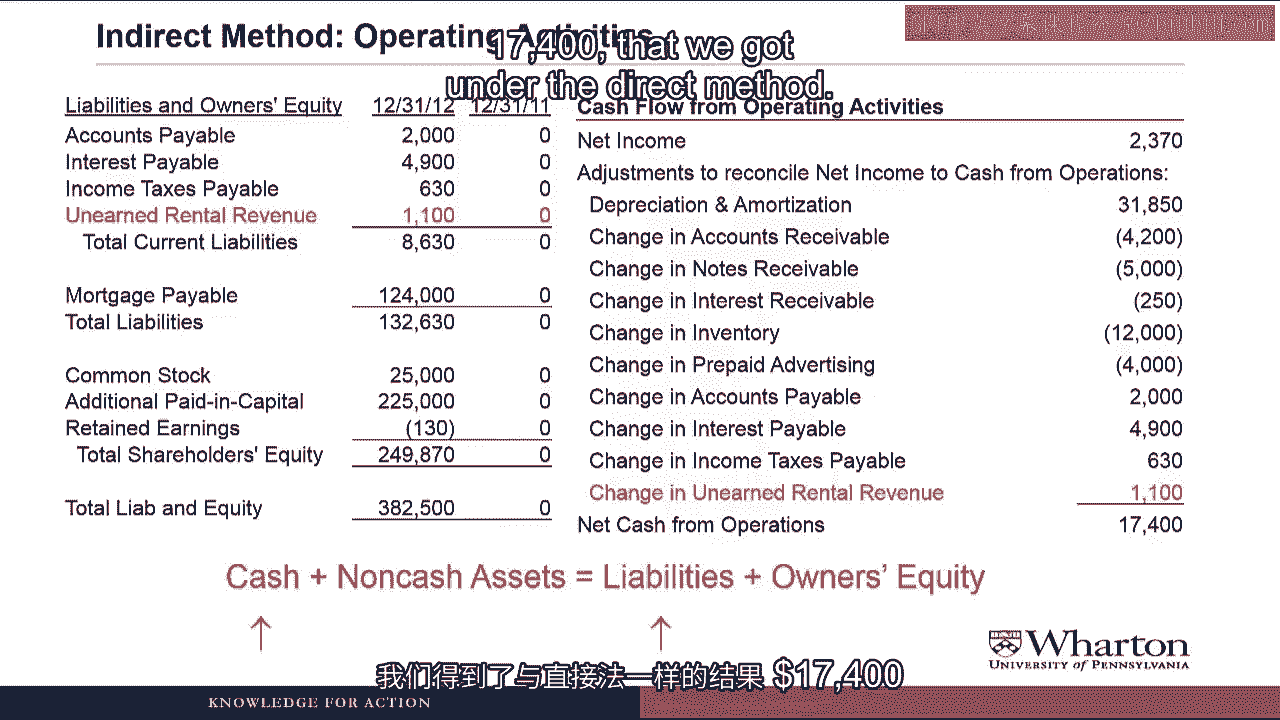 Indirect Method: Operating Activities
17,400, that we got
under the direct method.
Liabilities and Owners' Equity 12/31/12 12/31/11
Accounts Payable 2,000 0
Interest Payable 4,900 0
Income Taxes Payable 630 0
Unearned Rental Revenue 1,100 0
Total Current Liabilities 8,630 0
Mortgage Payable 124,000 0
Total Liabilities 132,630 0
Common Stock 25,000 0
Additional Paid-in-Capital 225,000 0
Retained Earnings (130) 0
Total Shareholders' Equity 249,870 0
Total Liab and Equity 382,500 0
Cash Flow from Operating Activities
Net Income 2,370
Adjustments to reconcile Net Income to Cash from Operations:
Depreciation & Amortization 31,850
Change in Accounts Receivable (4,200)
Change in Notes Receivable (5,000)
Change in Interest Receivable (250)
Change in Inventory (12,000)
Change in Prepaid Advertising (4,000)
Change in Accounts Payable 2,000
Change in Interest Payable 4,900
Change in Income Taxes Payable 630
Change in Unearned Rental Revenue 1,100
Net Cash from Operations 17,400
Cash + Noncash Assets = Liabilities + Owners' Equity
Wharton
UNIVERSITY of PENNSYLVANIA
我们得到了与直接法一样的结果 $17,400
KNOWLEDGE FOR ACTION